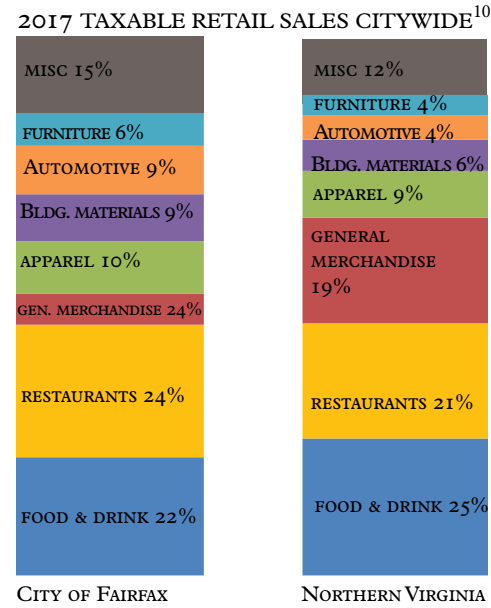 2017 TAXABLE RETAIL SALES CITYWIDE10
MISC 15%
FURNITURE 6%
AUTOMOTIVE 9%
BLDG. MATERIALS 9%
APPAREL 10%
GEN. MERCHANDISE 24%
RESTAURANTS 24%
FOOD & DRINK 22%
CITY OF FAIRFAX
MISC 12%
FURNITURE 4%
AUTOMOTIVE 4%
BLDG. MATERIALS 6%
APPAREL 9%
GENERAL
MERCHANDISE
19%
RESTAURANTS 21%
FOOD & DRINK 25%
NORTHERN VIRGINIA